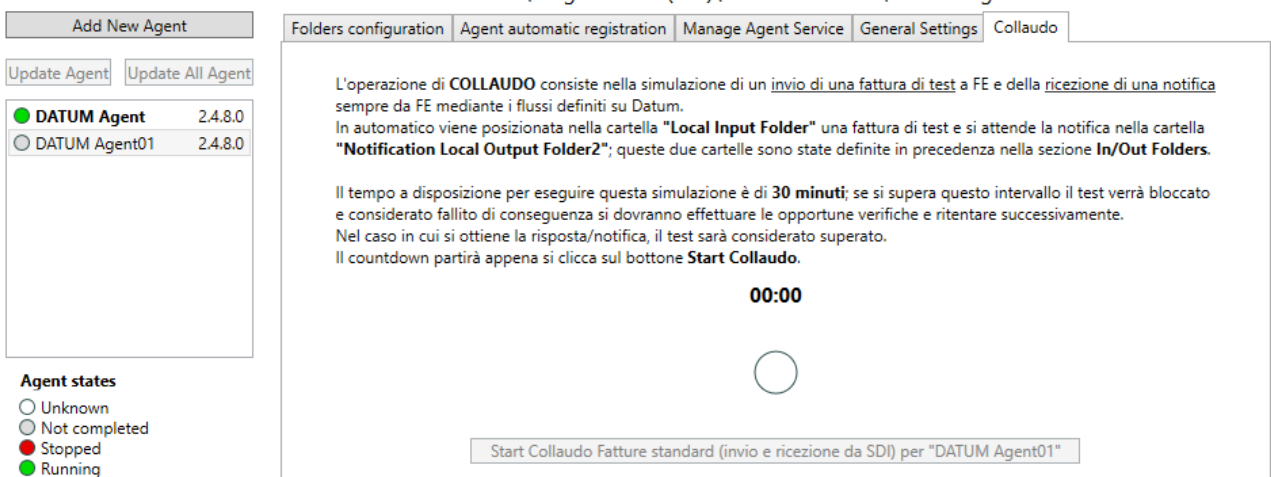 Add New Agent
Update Agent
Update All Agent
DATUM Agent 2.4.8.0
DATUM Agent01 2.4.8.0
Agent states
Unknown
Not completed
Stopped
Running
Folders configuration
Agent automatic registration
Manage Agent Service
General Settings
Collaudo
L'operazione di COLLAUDO consiste nella simulazione di un invio di una fattura di test a FE e della ricezione di una notifica
sempre da FE mediante i flussi definiti su Datum.
In automatico viene posizionata nella cartella "Local Input Folder" una fattura di test e si attende la notifica nella cartella
"Notification Local Output Folder2"; queste due cartelle sono state definite in precedenza nella sezione In/Out Folders.
Il tempo a disposizione per eseguire questa simulazione è di 30 minuti; se si supera questo intervallo il test verrà bloccato
e considerato fallito di conseguenza si dovranno effettuare le opportune verifiche e ritentare successivamente.
Nel caso in cui si ottiene la risposta/notifica, il test sarà considerato superato.
Il countdown partirà appena si clicca sul bottone Start Collaudo.
00:00
Start Collaudo Fatture standard (invio e ricezione da SDI) per "DATUM Agent01"